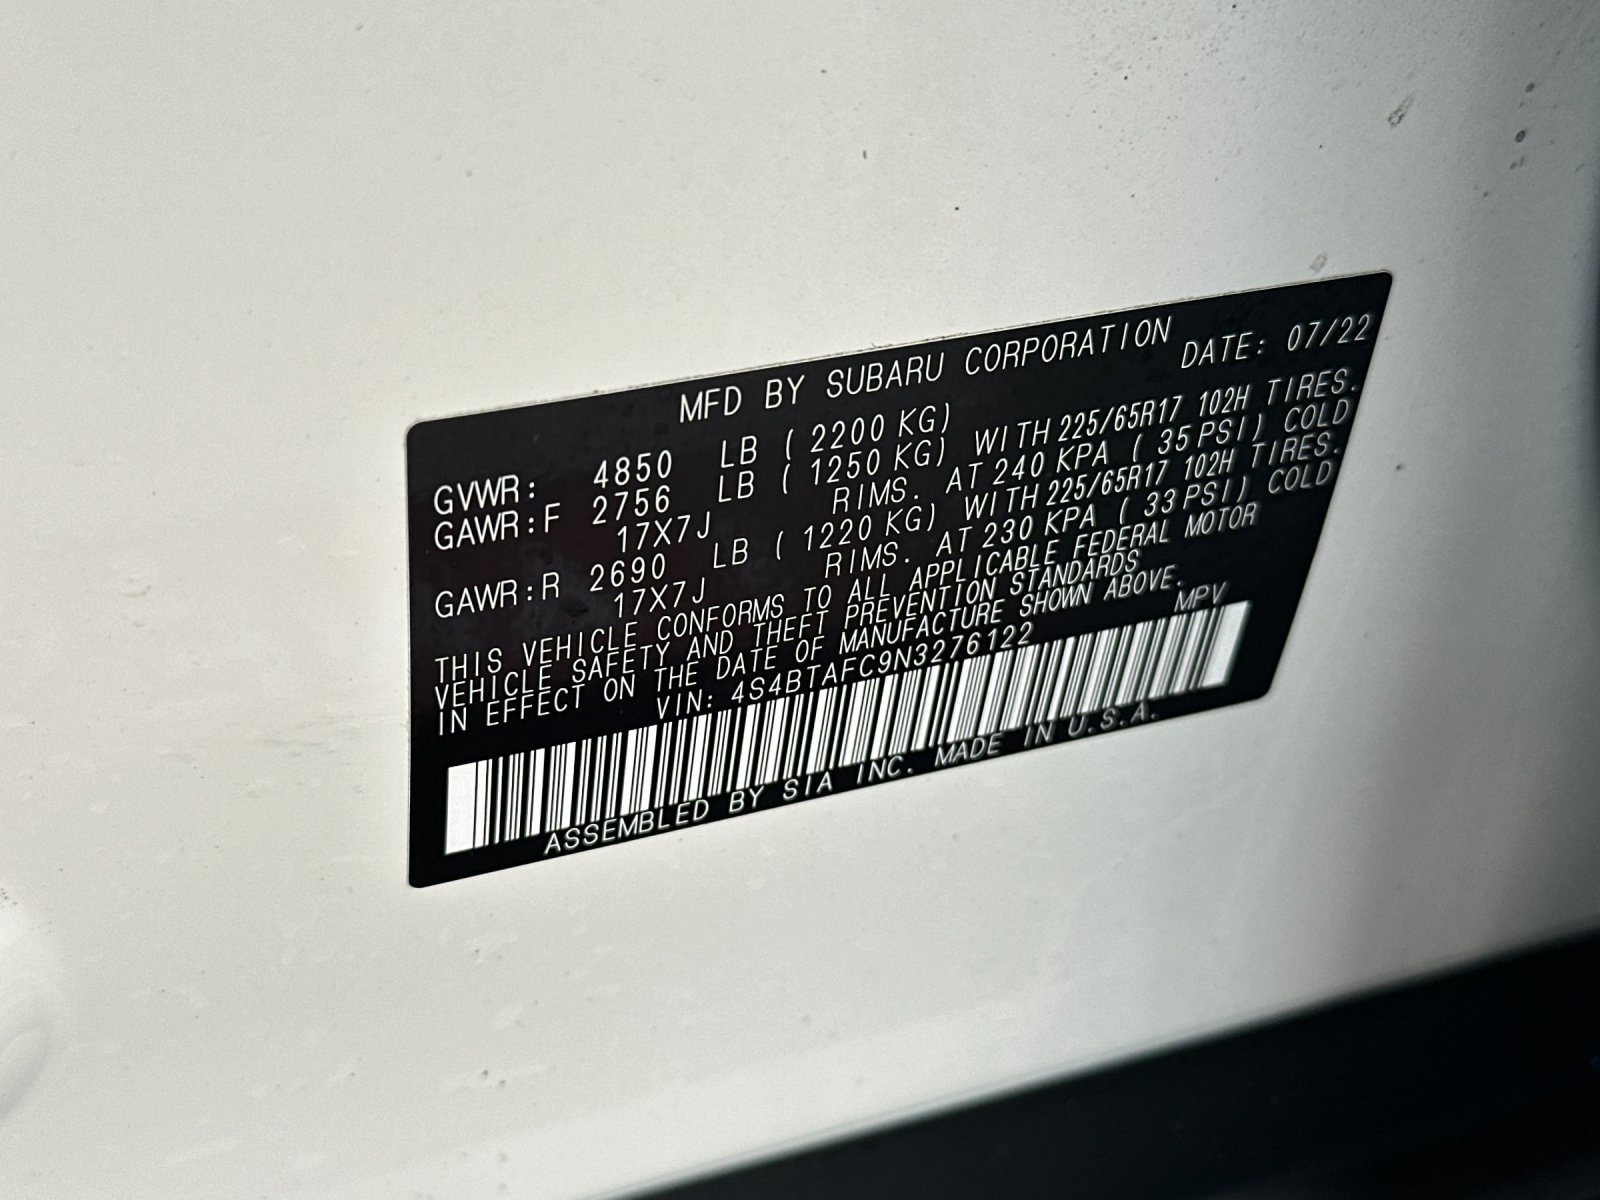 MFD BY SUBARU CORPORATION DATE: 07/22
GVWR: 4850 LB ( 2200 KG)
GAWR:F 2756 LB ( 1250 KG) WITH 225/65R17 102H TIRES.
17X7J RIMS. AT 240 KPA ( 35 PSI) COLD
GAWR:R 2690 LB ( 1220 KG) WITH 225/65R17 102H TIRES.
17X7J RIMS. AT 230 KPA ( 33 PSI) COLD
THIS VEHICLE CONFORMS TO ALL APPLICABLE FEDERAL MOTOR
VEHICLE SAFETY AND THEFT PREVENTION STANDARDS
IN EFFECT ON THE DATE OF MANUFACTURE SHOWN ABOVE.
VIN: 4S4BTAFC9N3276122 MPV
ASSEMBLED BY SIA INC. MADE IN U.S.A.